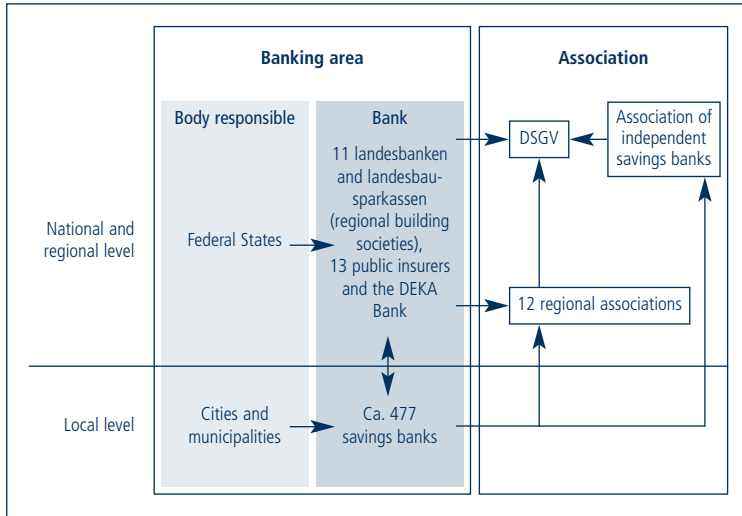 Banking area
Association
Body responsible
Bank
DSGV
Association of
independent
savings banks
11 landesbanken
and landesbau-
sparkassen
(regional building
societies),
13 public insurers
and the DEKA
Bank
National and
regional level
Federal States
12 regional associations
Local level
Cities and
municipalities
Ca. 477
savings banks